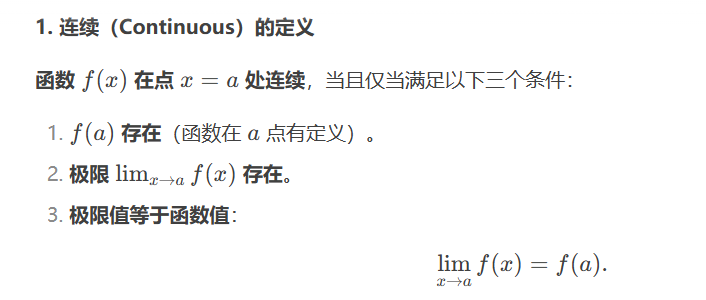 1. 连续（Continuous）的定义
函数 f(x) 在点 x = a 处连续，当且仅当满足以下三个条件：
1. f(a) 存在（函数在 a 点有定义）。
2. 极限 lim_{x→a} f(x) 存在。
3. 极限值等于函数值：
lim_{x→a} f(x) = f(a).